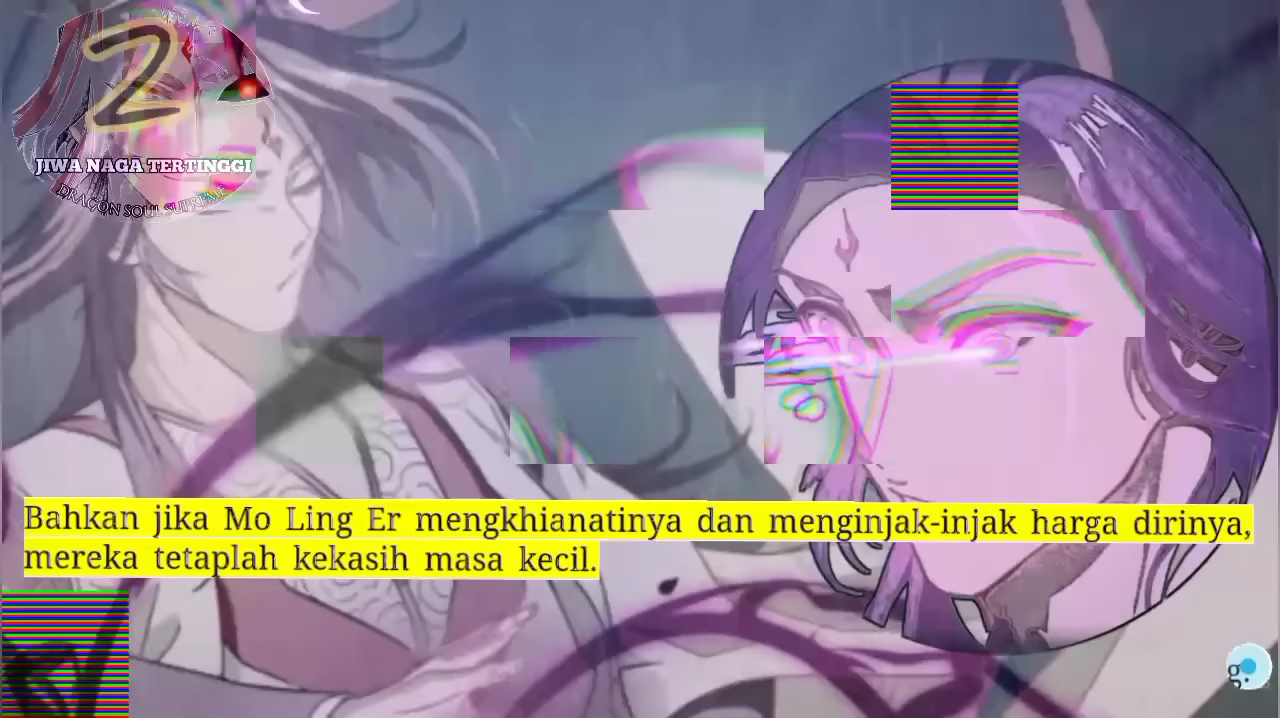 2
JIWA NAGA TERTINGGI
DRAGON SOUL SUPREME
Bahkan jika Mo Ling Er mengkhianatinya dan menginjak-injak harga dirinya,
mereka tetaplah kekasih masa kecil.
g.